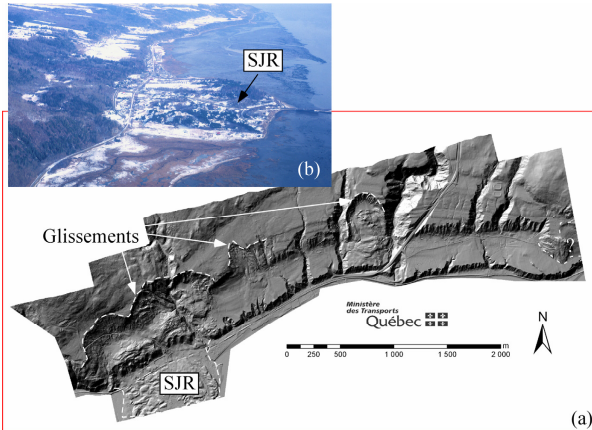 SJR
(b)
Glissements
Ministère
des Transports
Québec
N
m
0 250 500 1 000 1 500 2 000
SJR
(a)